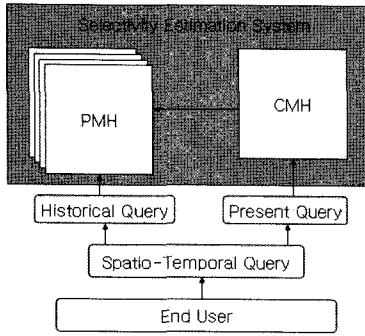 Selectivity Estimation System
PMH
CMH
Historical Query
Present Query
Spatio-Temporal Query
End User